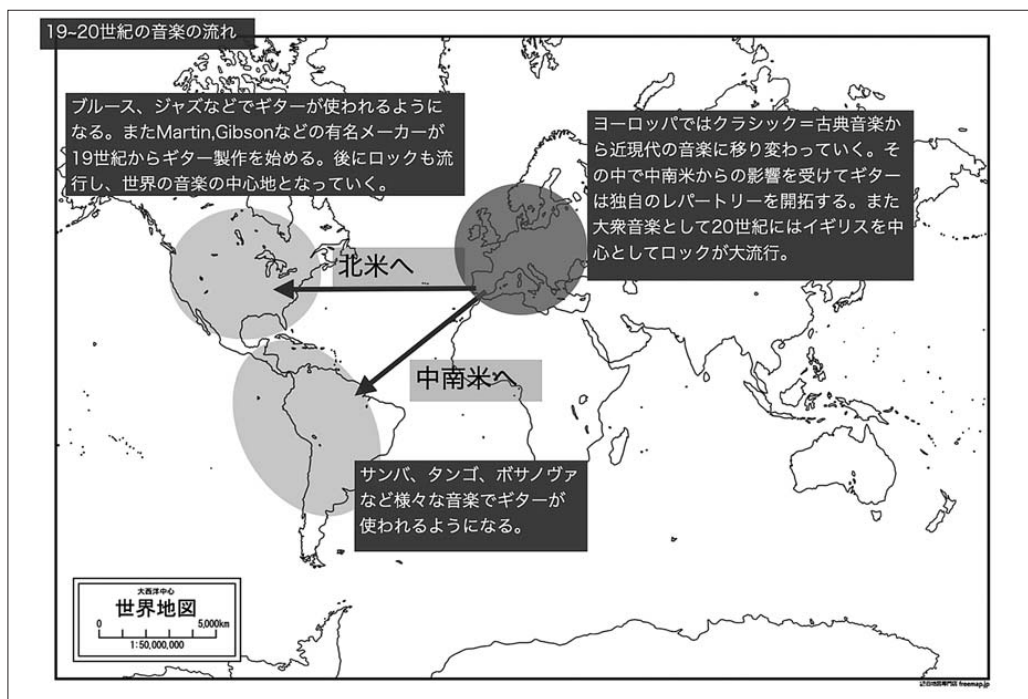 19~20世紀の音楽の流れ
ブルース、ジャズなどでギターが使われるように
なる。またMartin,Gibsonなどの有名メーカーが
19世紀からギター製作を始める。後にロックも流
行し、世界の音楽の中心地となっていく。
ヨーロッパではクラシック＝古典音楽か
ら近現代の音楽に移り変わっていく。そ
の中で中南米からの影響を受けてギター
は独自のレパートリーを開拓する。また
大衆音楽として20世紀にはイギリスを中
心としてロックが大流行。
北米へ
中南米へ
サンバ、タンゴ、ボサノヴァ
など様々な音楽でギターが
使われるようになる。
大西洋中心
世界地図
0 5,000km
1:50,000,000
白地図専門店 freemap.jp